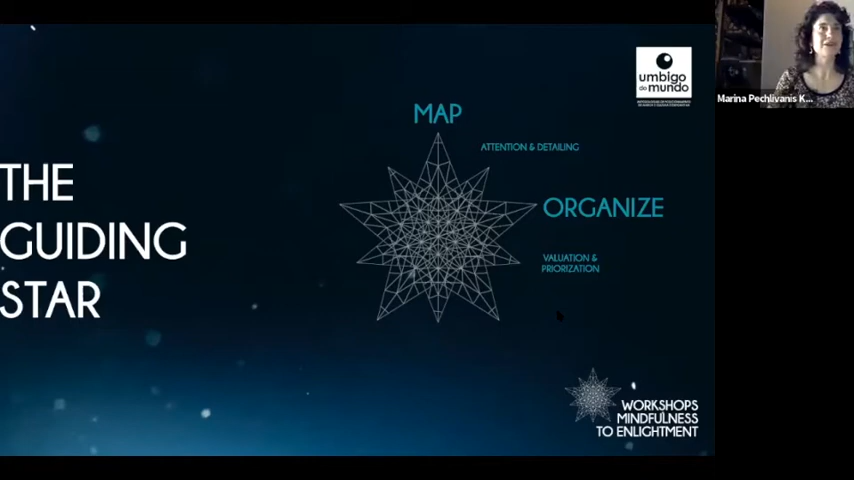 umbigo
do mundo
Marina Pechlivanis K...
MAP
ATTENTION & DETAILING
THE
GUIDING
STAR
ORGANIZE
VALUATION &
PRIORIZATION
WORKSHOPS
MINDFULNESS
TO ENLIGHTMENT